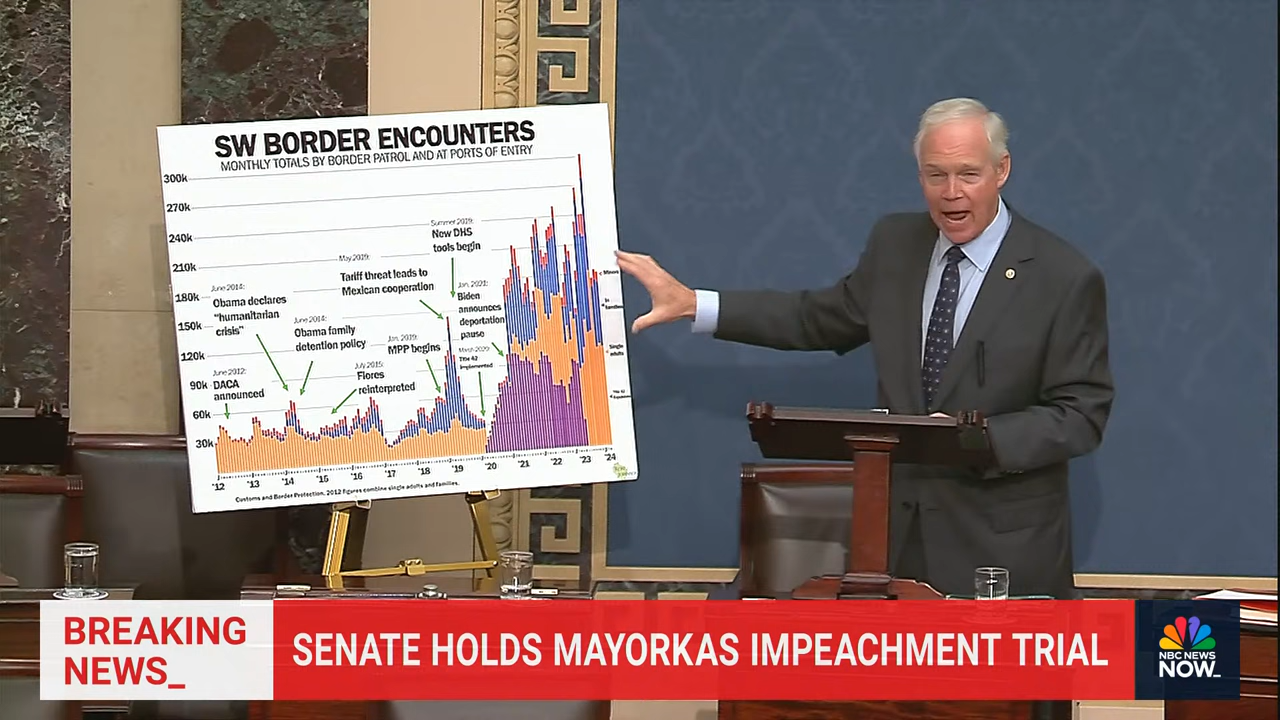 SW BORDER ENCOUNTERS
MONTHLY TOTALS BY BORDER PATROL AND AT PORTS OF ENTRY
300k
270k
240k
210k
180k
150k
120k
90k
60k
30k
Summer 2019:
New DHS
tools begin
May 2019:
Tariff threat leads to
Mexican cooperation
June 2014:
Obama declares
"humanitarian
crisis"
Jan. 2021:
Biden
announces
deportation
pause
June 2014:
Obama family
detention policy
Jan. 2019:
MPP begins
March 2020:
Title 42
implemented
July 2015:
Flores
reinterpreted
June 2012:
DACA
announced
In
families
Single
adults
'12 '13 '14 '15 '16 '17 '18 '19 '20 '21 '22 '23 '24
Customs and Border Protection. 2012 figures combine single adults and families.
BREAKING
NEWS_
SENATE HOLDS MAYORKAS IMPEACHMENT TRIAL
NBC NEWS
NOW_